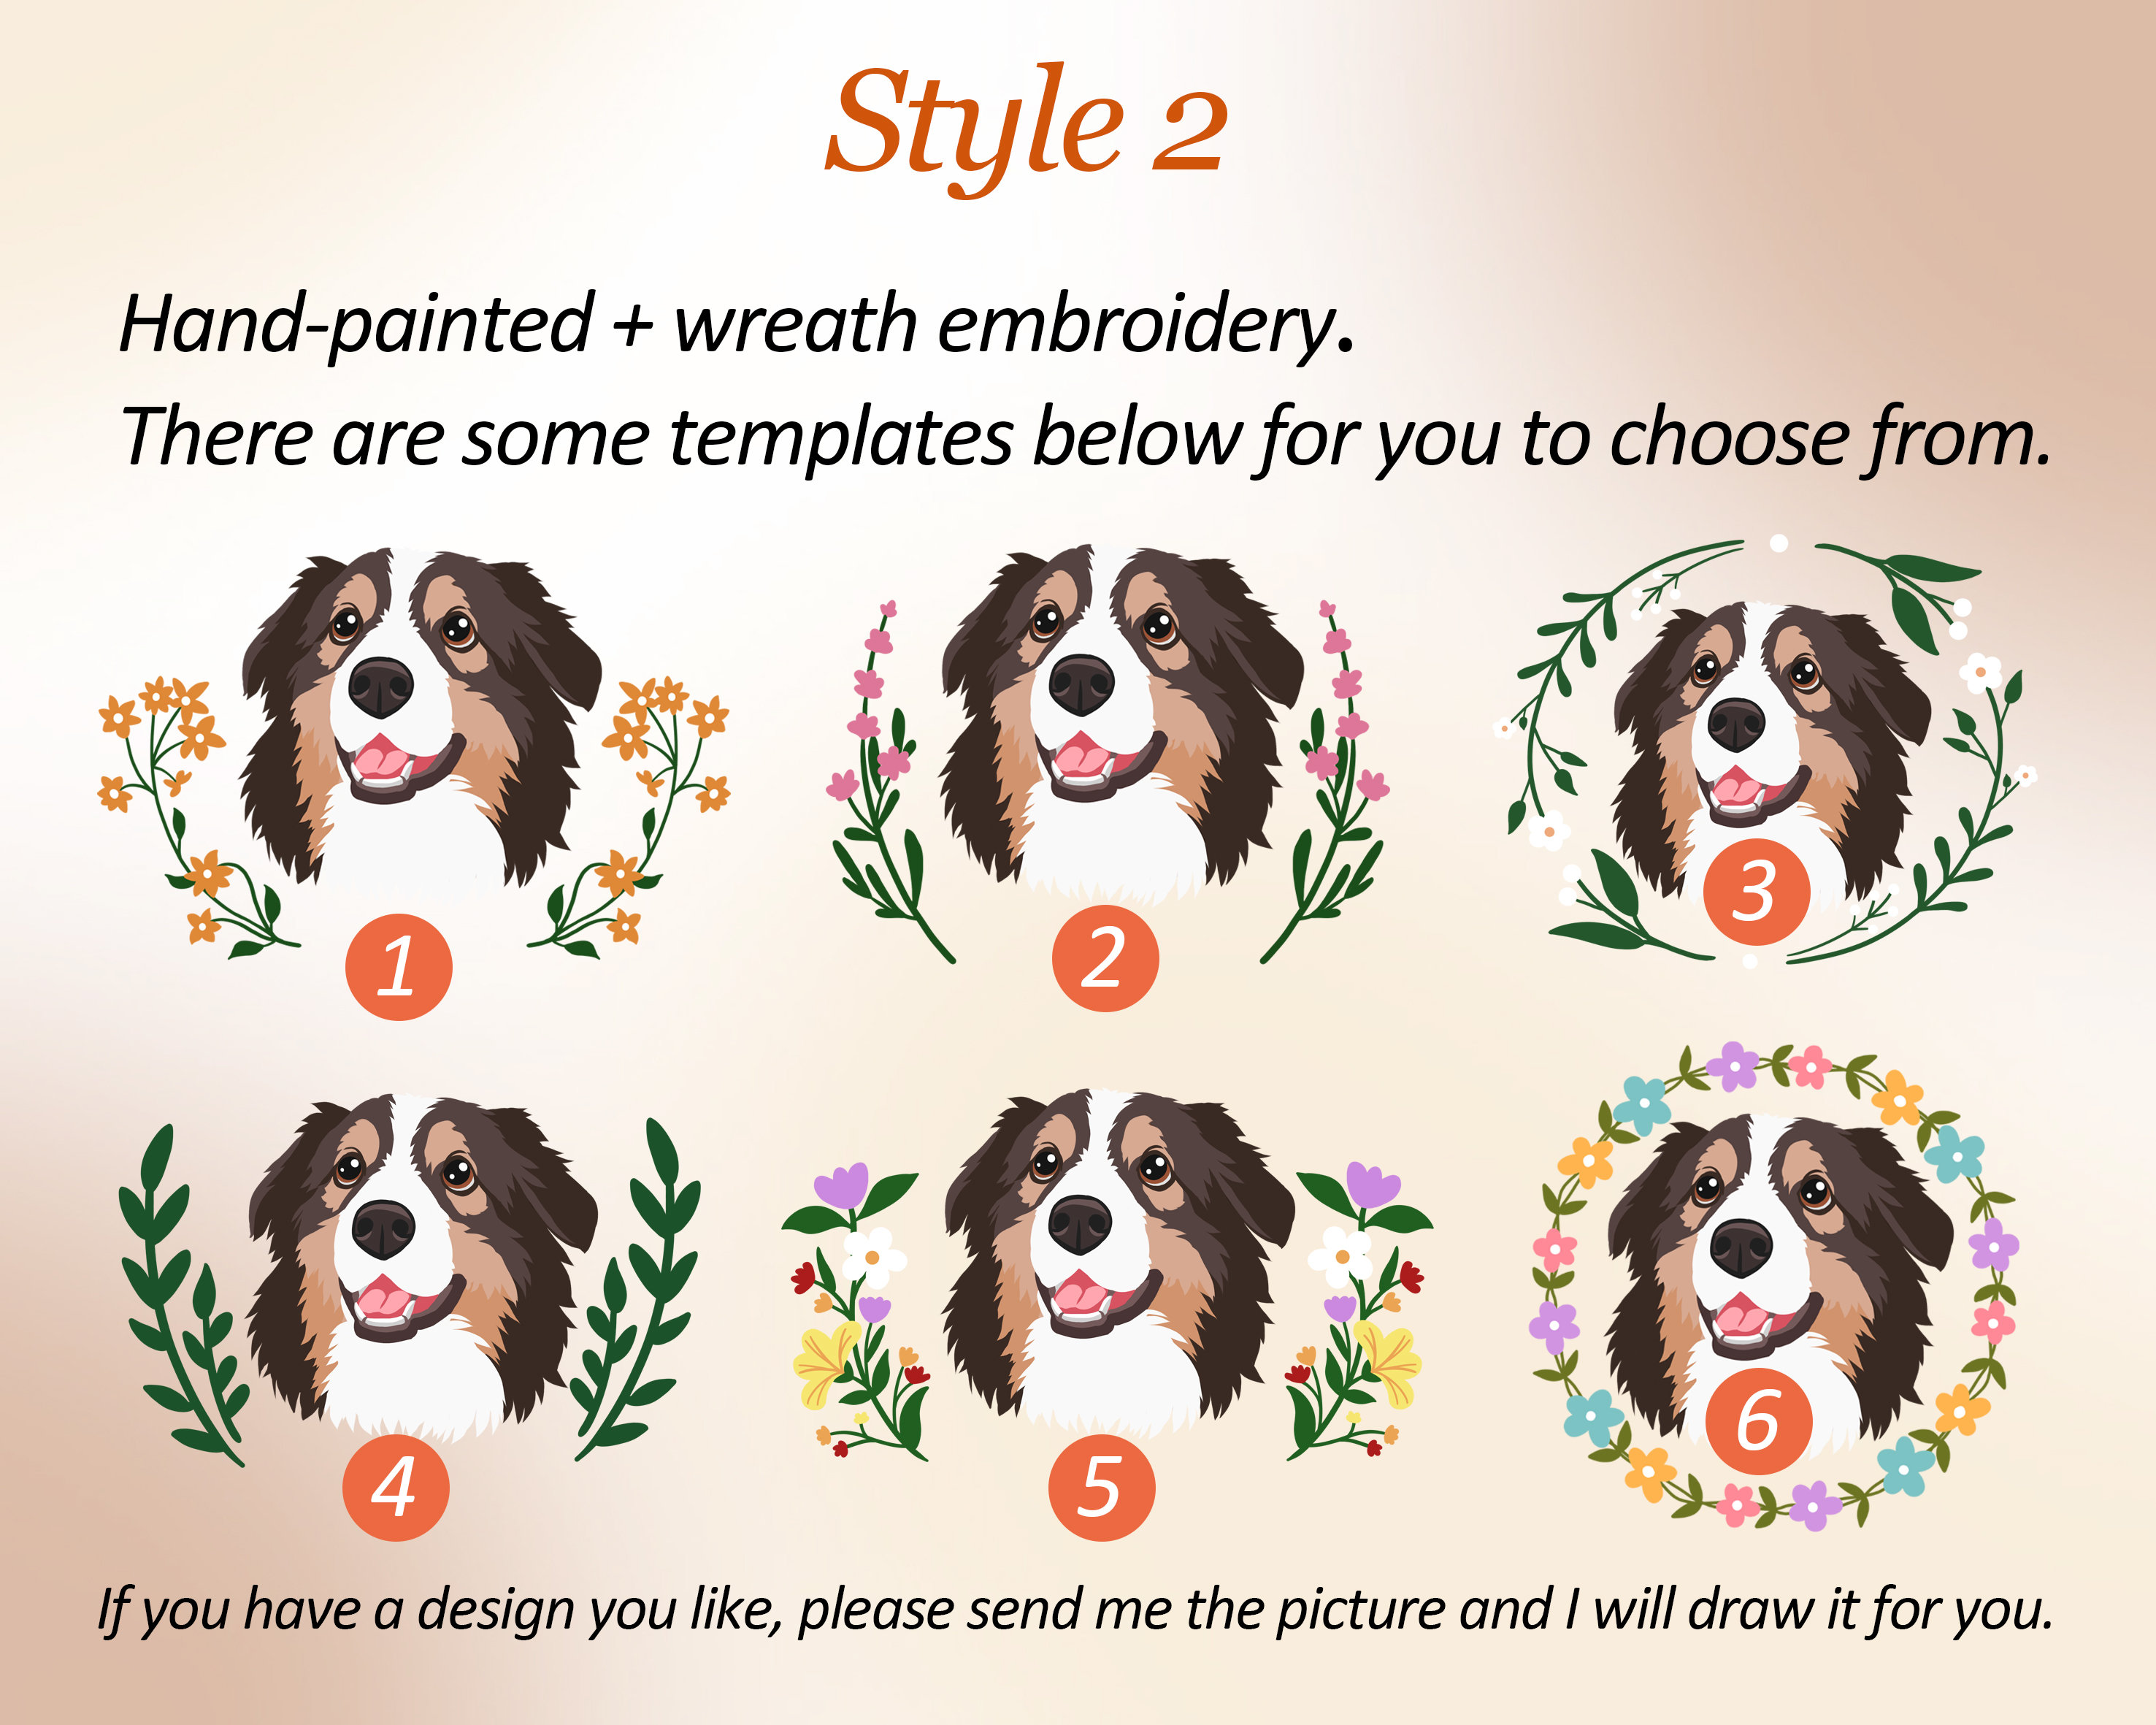 Style 2
Hand-painted + wreath embroidery.
There are some templates below for you to choose from.
1
2
3
4
5
6
If you have a design you like, please send me the picture and I will draw it for you.